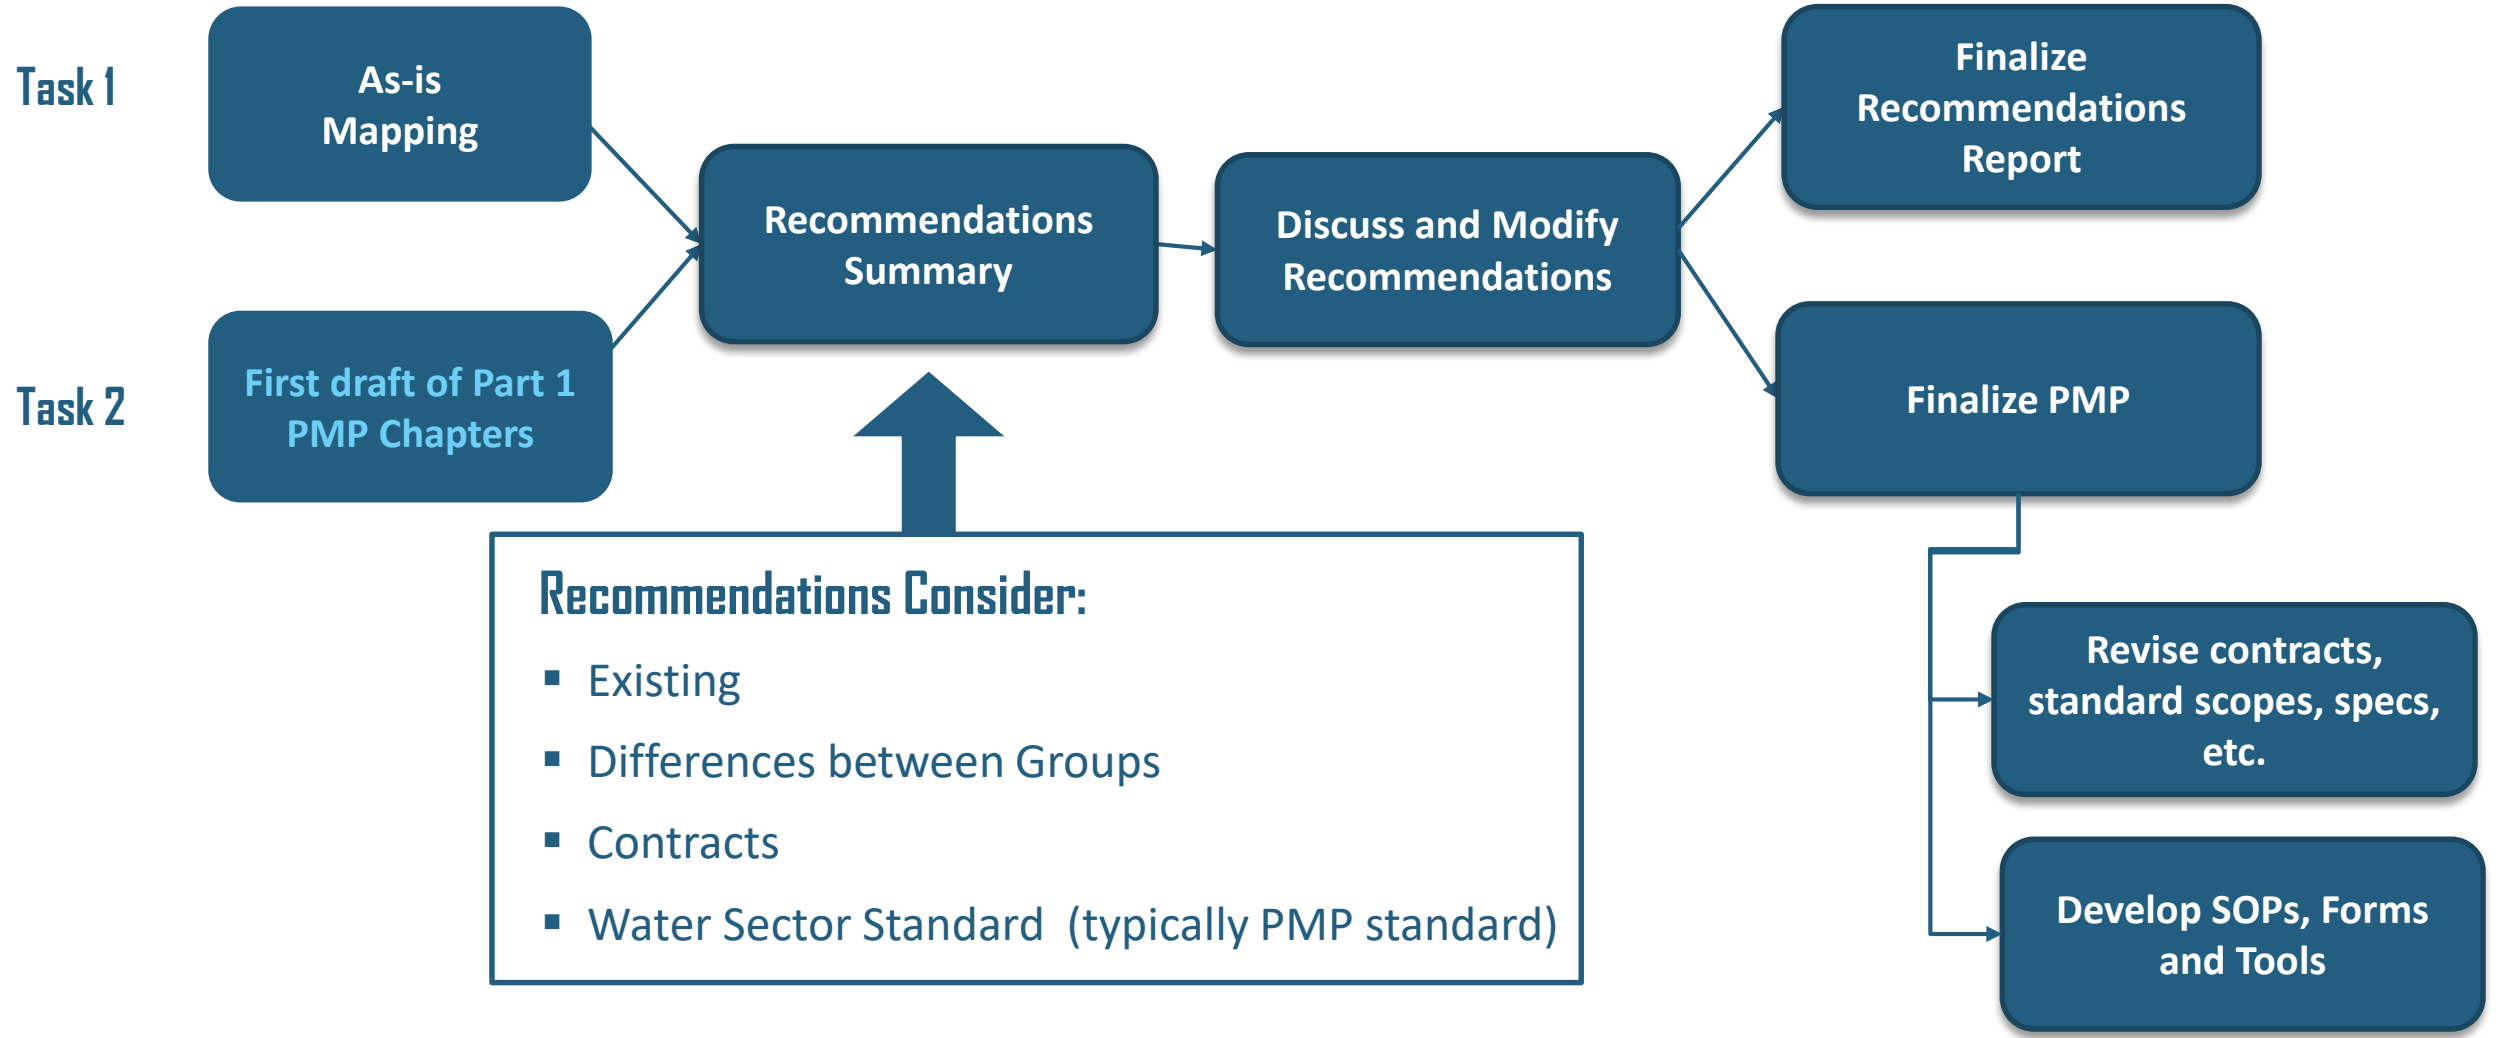 Task 1
As-is
Mapping
Finalize
Recommendations
Report
Recommendations
Summary
Discuss and Modify
Recommendations
Task 2
First draft of Part 1
PMP Chapters
Finalize PMP
Recommendations Consider:
▪ Existing
▪ Differences between Groups
▪ Contracts
▪ Water Sector Standard  (typically PMP standard)
Revise contracts,
standard scopes, specs,
etc.
Develop SOPs, Forms
and Tools